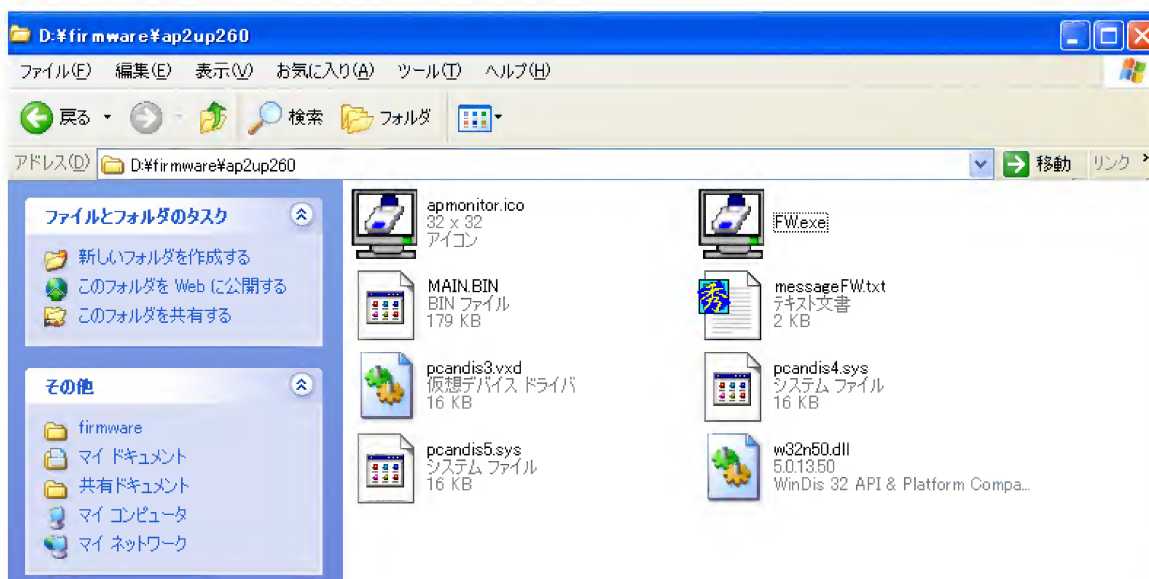 D:¥firmware¥ap2up260
ファイル(F) 編集(E) 表示(V) お気に入り(A) ツール(T) ヘルプ(H)
戻る 検索 フォルダ
アドレス(D) D:¥firmware¥ap2up260 移動 リンク
ファイルとフォルダのタスク
新しいフォルダを作成する
このフォルダを Web に公開する
このフォルダを共有する
その他
firmware
マイ ドキュメント
共有ドキュメント
マイ コンピュータ
マイ ネットワーク
apmonitor.ico
32 x 32
アイコン
FW.exe
MAIN.BIN
BIN ファイル
179 KB
秀
messageFW.txt
テキスト文書
2 KB
pcandis3.vxd
仮想デバイス ドライバ
16 KB
pcandis4.sys
システム ファイル
16 KB
pcandis5.sys
システム ファイル
16 KB
w32n50.dll
5.0.13.50
WinDis 32 API & Platform Compa...